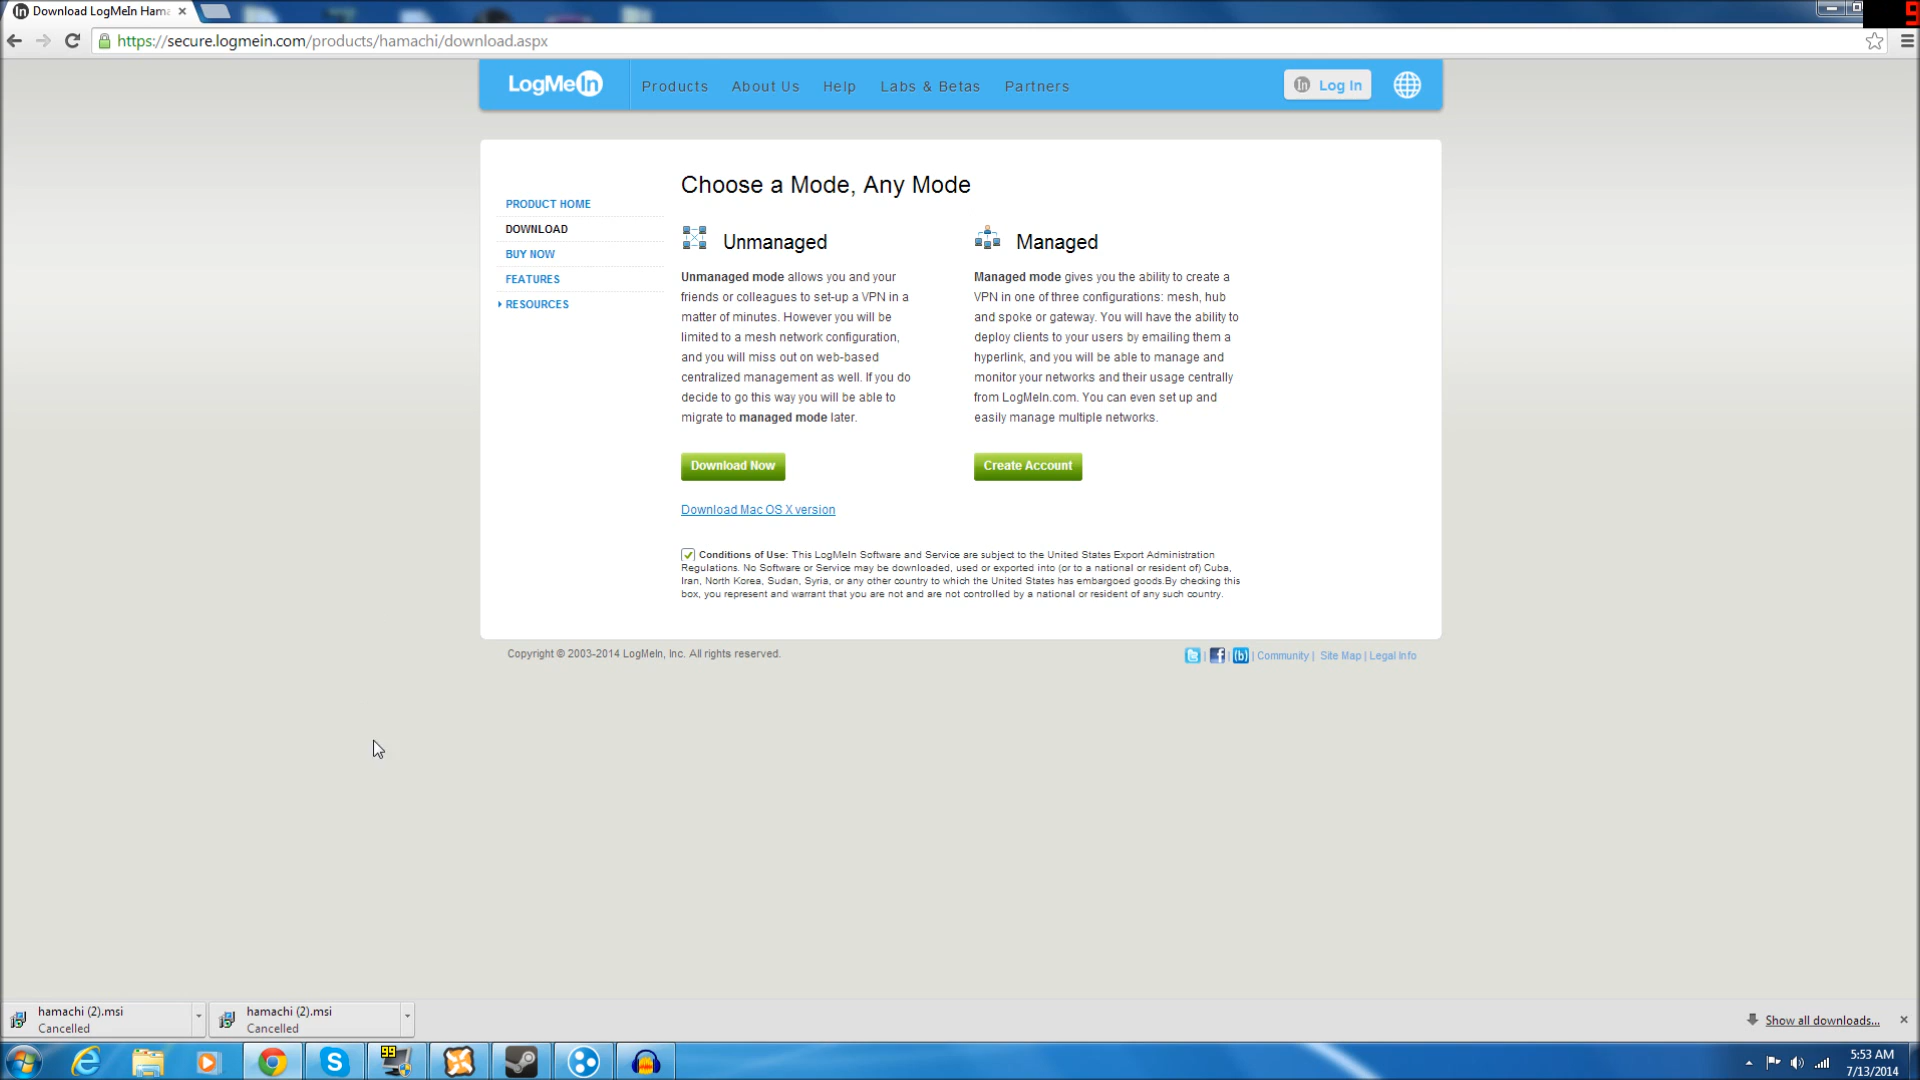 Download LogMeIn Hama
9
https://secure.logmein.com/products/hamachi/download.aspx
LogMeIn
Products
About Us
Help
Labs & Betas
Partners
In Log In
PRODUCT HOME
DOWNLOAD
BUY NOW
FEATURES
RESOURCES
Choose a Mode, Any Mode
Unmanaged
Unmanaged mode allows you and your
friends or colleagues to set-up a VPN in a
matter of minutes. However you will be
limited to a mesh network configuration,
and you will miss out on web-based
centralized management as well. If you do
decide to go this way you will be able to
migrate to managed mode later.
Download Now
Download Mac OS X version
Managed
Managed mode gives you the ability to create a
VPN in one of three configurations: mesh, hub
and spoke or gateway. You will have the ability to
deploy clients to your users by emailing them a
hyperlink, and you will be able to manage and
monitor your networks and their usage centrally
from LogMeIn.com. You can even set up and
easily manage multiple networks.
Create Account
Conditions of Use: This LogMeIn Software and Service are subject to the United States Export Administration
Regulations. No Software or Service may be downloaded, used or exported into (or to a national or resident of) Cuba,
Iran, North Korea, Sudan, Syria, or any other country to which the United States has embargoed goods.By checking this
box, you represent and warrant that you are not and are not controlled by a national or resident of any such country.
Copyright © 2003-2014 LogMeIn, Inc. All rights reserved.
| | (b) | Community | Site Map | Legal Info
hamachi (2).msi
Cancelled
hamachi (2).msi
Cancelled
Show all downloads...
99
5:53 AM
7/13/2014